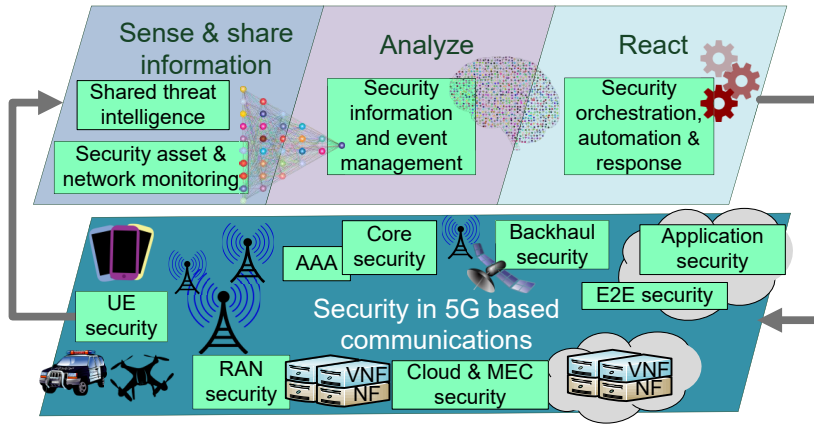 Sense & share
information
Shared threat
intelligence
Security asset &
network monitoring
Analyze
Security
information
and event
management
React
Security
orchestration,
automation &
response
Core
security
AAA
Backhaul
security
Application
security
E2E security
UE
security
Security in 5G based
communications
RAN
security
VNF
NF
Cloud & MEC
security
VNF
NF